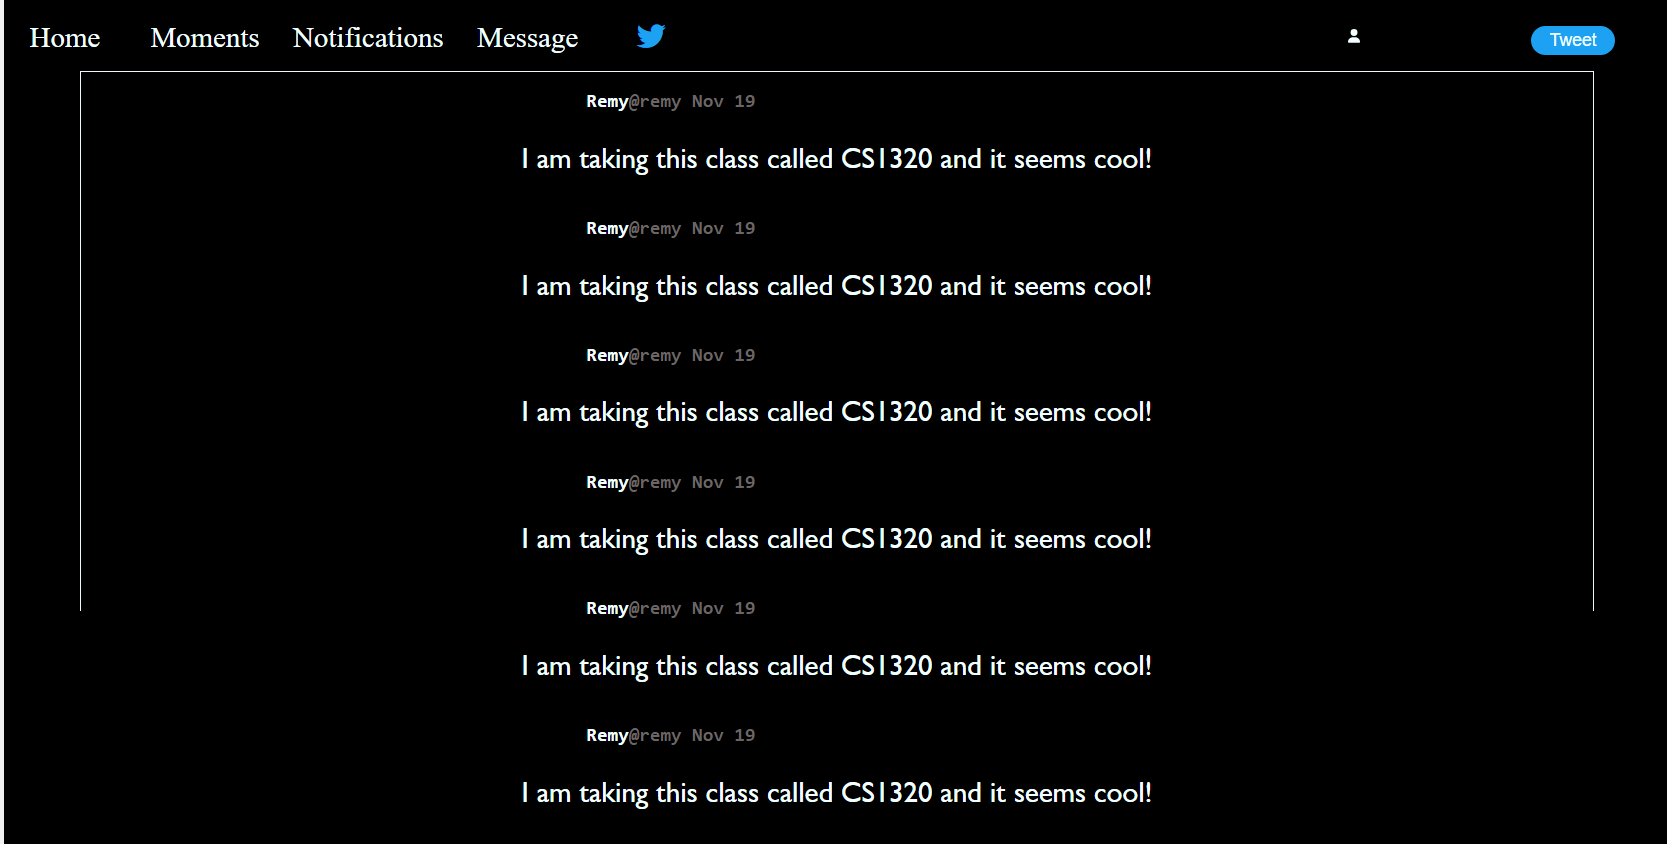 Home Moments Notifications Message Tweet
Remy@remy Nov 19
I am taking this class called CS1320 and it seems cool!
Remy@remy Nov 19
I am taking this class called CS1320 and it seems cool!
Remy@remy Nov 19
I am taking this class called CS1320 and it seems cool!
Remy@remy Nov 19
I am taking this class called CS1320 and it seems cool!
Remy@remy Nov 19
I am taking this class called CS1320 and it seems cool!
Remy@remy Nov 19
I am taking this class called CS1320 and it seems cool!